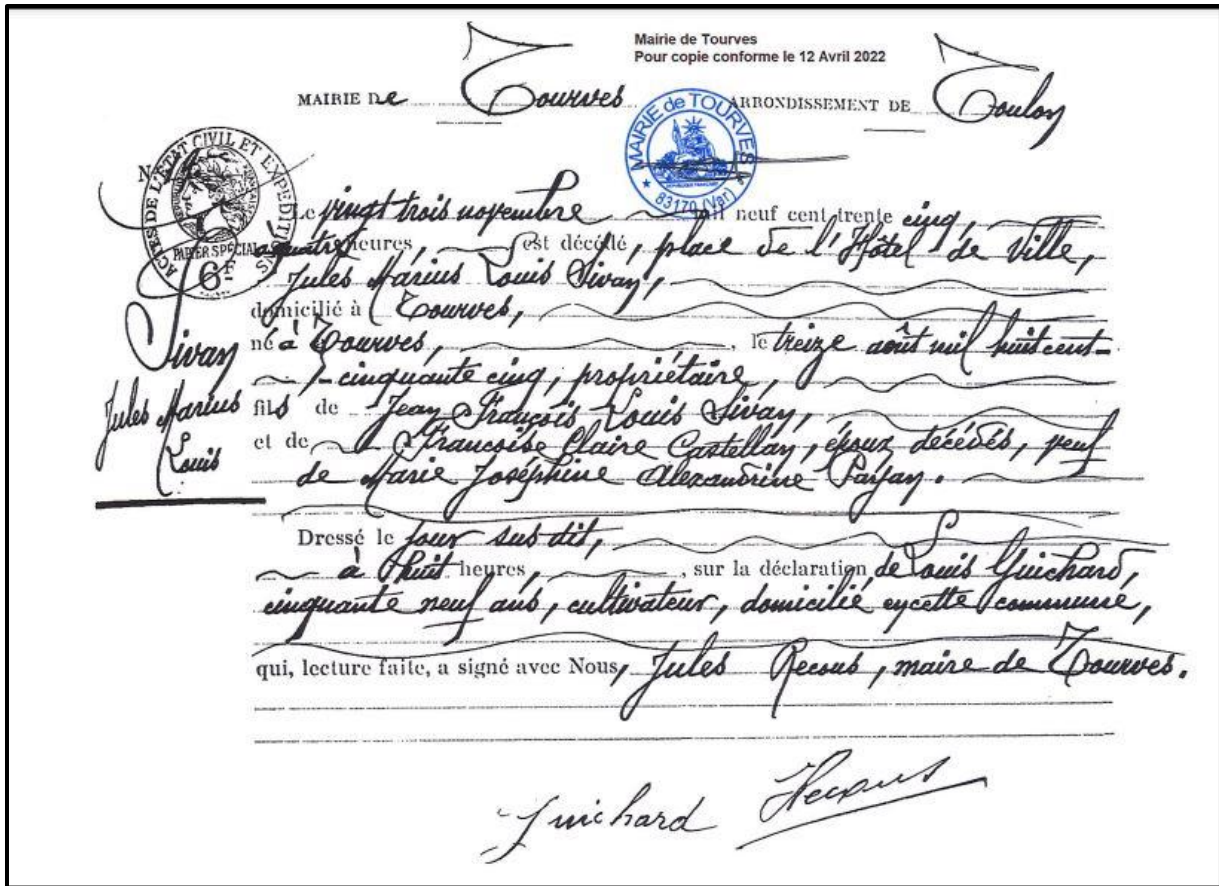 Mairie de Tourves
Pour copie conforme le 12 Avril 2022
MAIRIE De Tourves ARRONDISSEMENT DE Toulon
MAIRIE de TOURVES
83170 (Var)
ACTES DE L'ÉTAT CIVIL ET EXPÉDITIONS
PAPIER SPÉCIAL
6F
N
Le vingt trois novembre mil neuf cent trente cinq,
à quatre heures, est décédé, place de l'Hôtel de Ville,
Jules Marius Louis Sivan,
domicilié à Tourves,
né à Tourves, le treize août mil huit cent-
-cinquante cinq, propriétaire,
fils de Jean François Louis Sivan,
et de Francoise Claire Castellan, époux décédés, veuf
de Marie Joséphine Alexandrine Payan.
Sivan
Jules Marius
Louis
Dressé le jour susdit,
à huit heures, sur la déclaration de Louis Guichard,
cinquante neuf ans, cultivateur, domicilié en cette commune,
qui, lecture faite, a signé avec Nous, Jules Recous, maire de Tourves.
Guichard Recous